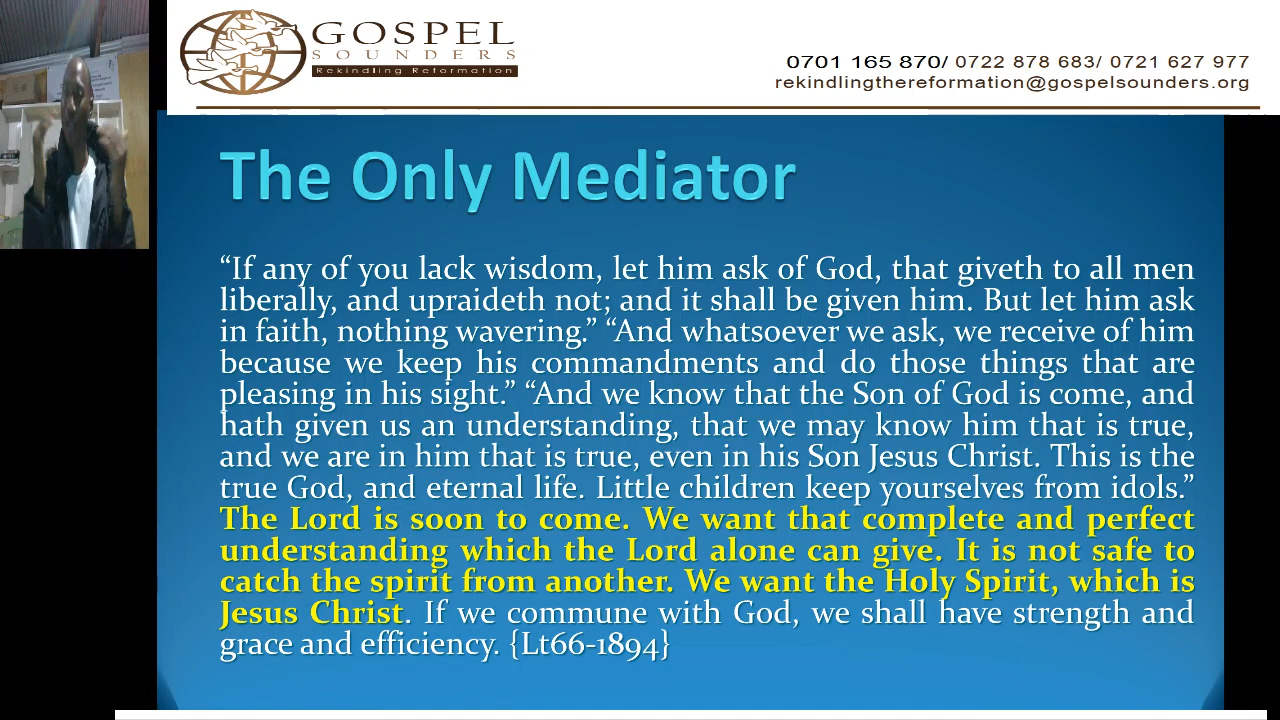 GOSPEL
SOUNDERS
Rekindling Reformation
0701 165 870/ 0722 878 683/ 0721 627 977
rekindlingthereformation@gospelsounders.org
The Only Mediator
“If any of you lack wisdom, let him ask of God, that giveth to all men
liberally, and upraideth not; and it shall be given him. But let him ask
in faith, nothing wavering.” “And whatsoever we ask, we receive of him
because we keep his commandments and do those things that are
pleasing in his sight.” “And we know that the Son of God is come, and
hath given us an understanding, that we may know him that is true,
and we are in him that is true, even in his Son Jesus Christ. This is the
true God, and eternal life. Little children keep yourselves from idols.”
The Lord is soon to come. We want that complete and perfect
understanding which the Lord alone can give. It is not safe to
catch the spirit from another. We want the Holy Spirit, which is
Jesus Christ. If we commune with God, we shall have strength and
grace and efficiency. {Lt66-1894}